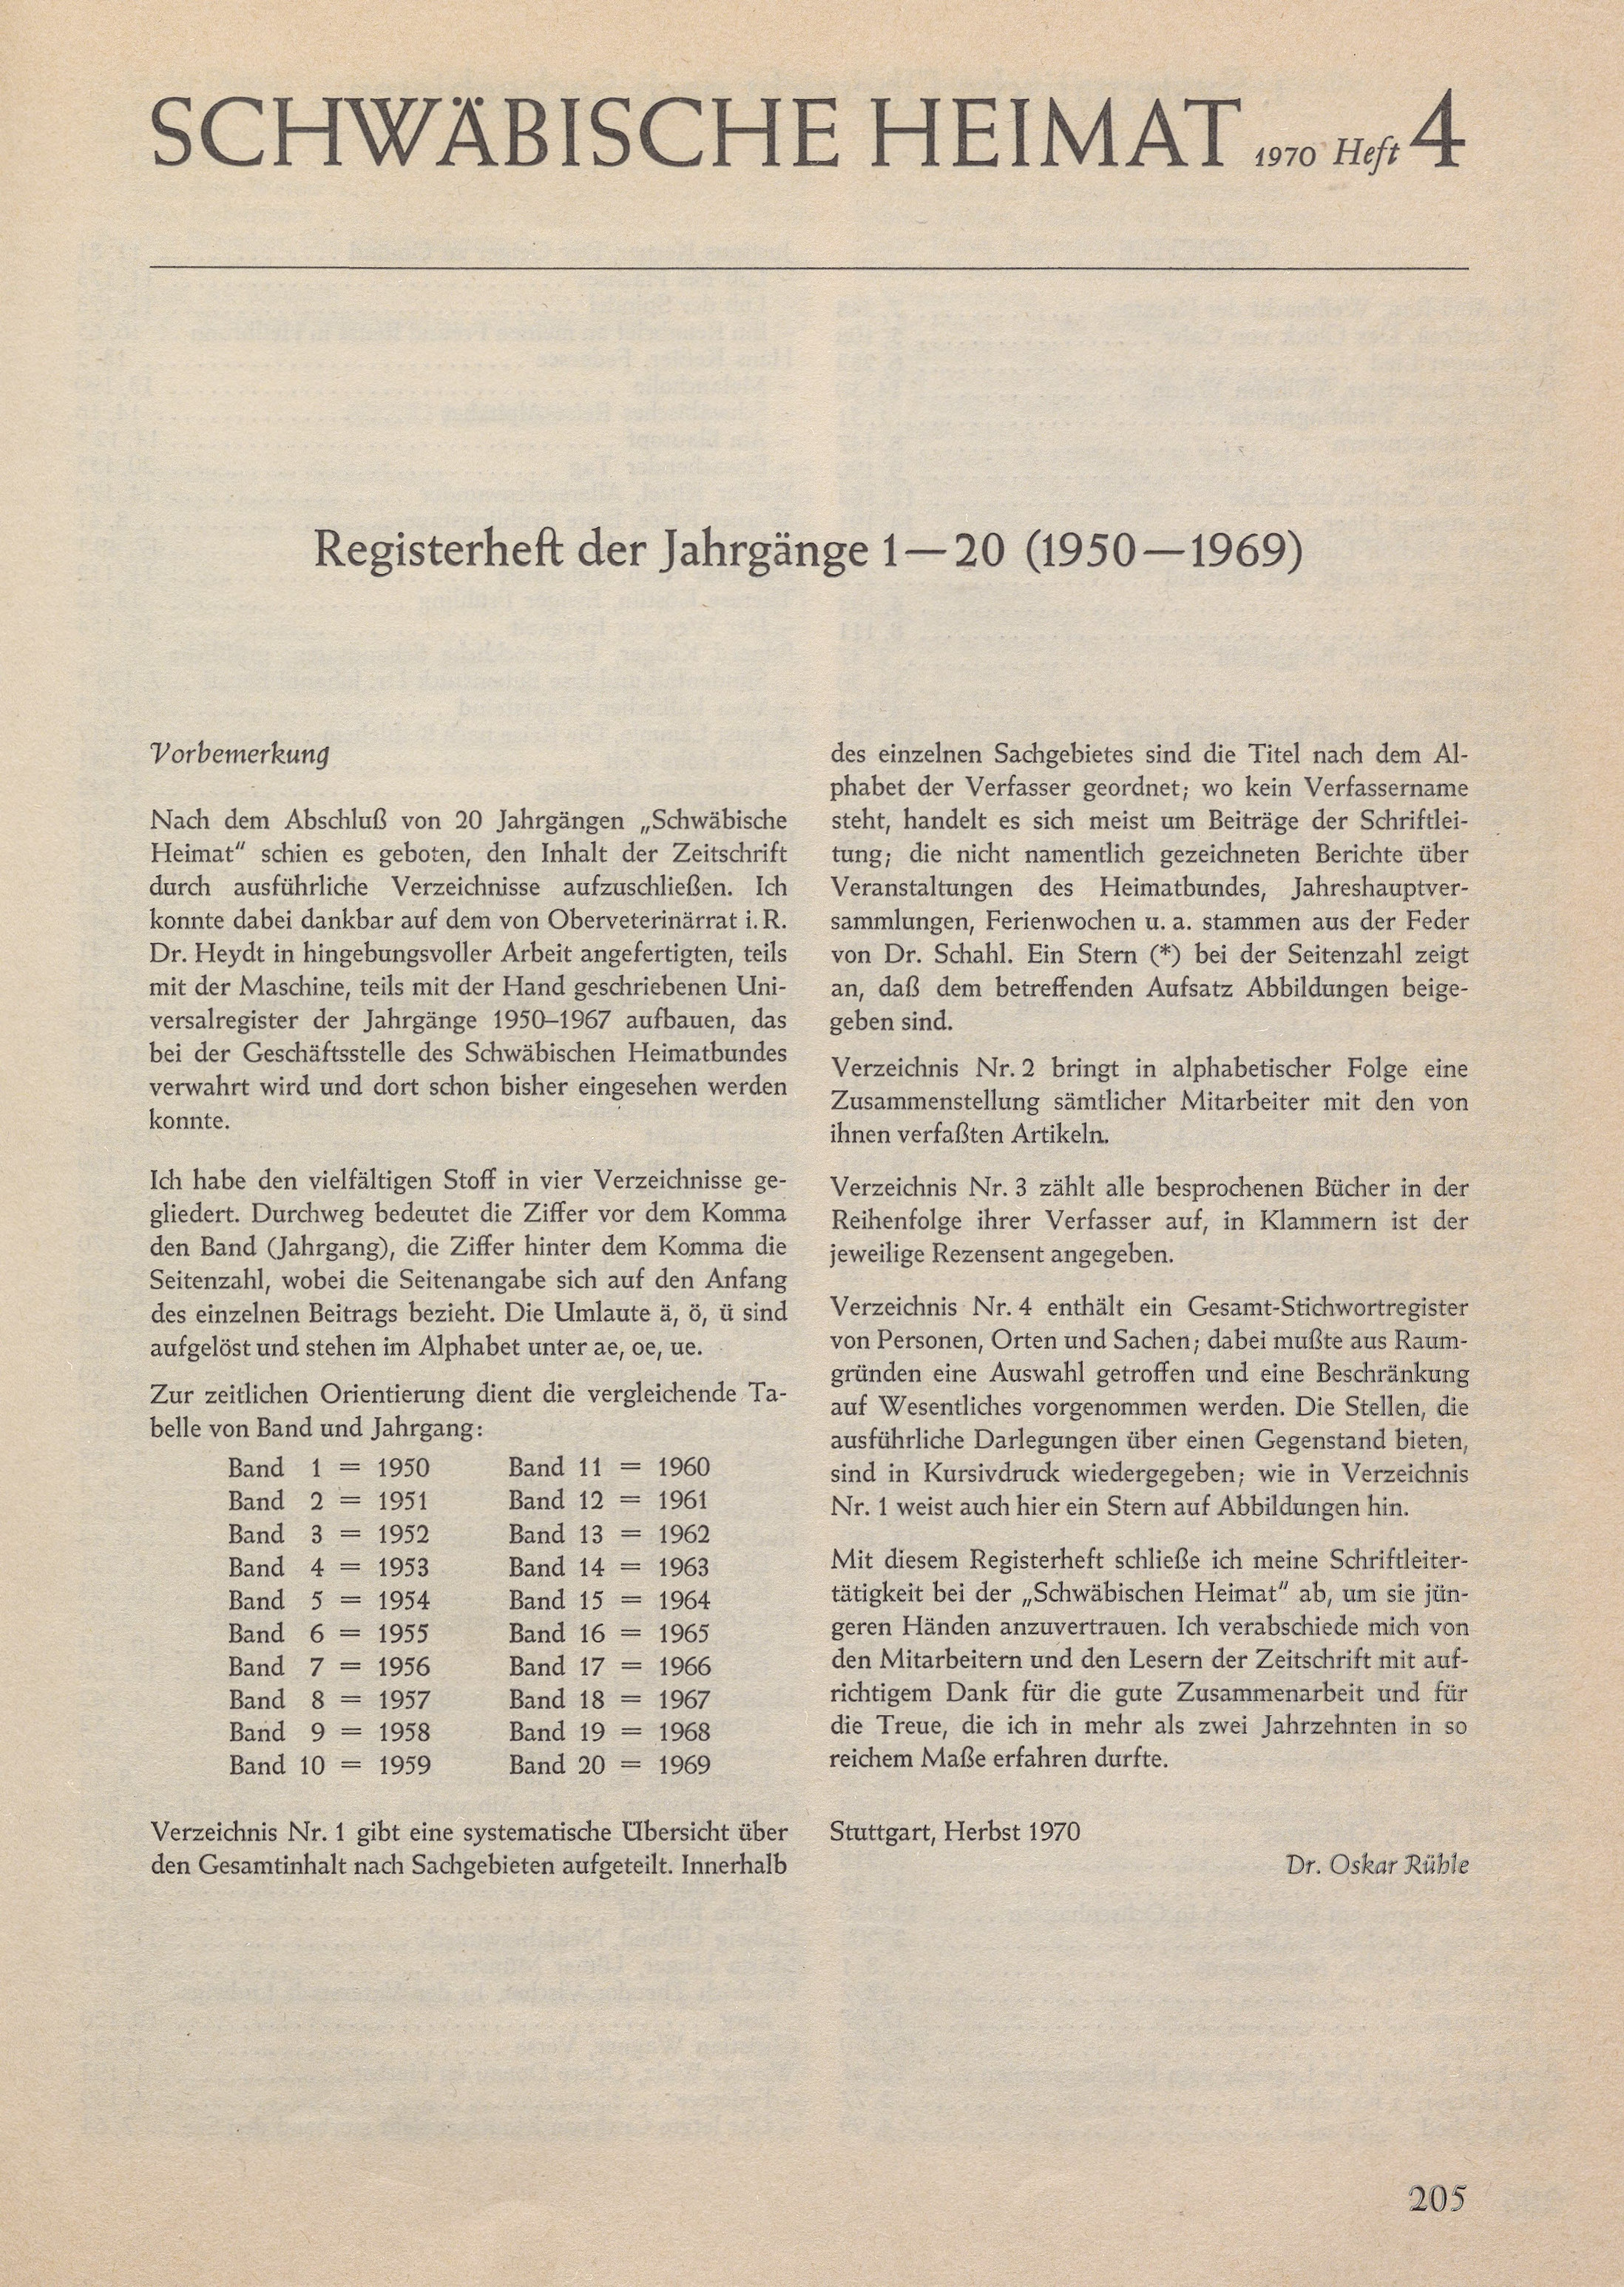 SCHWÄBISCHE HEIMAT 1970 Heft 4
Registerheft der Jahrgänge 1—20 (1950—1969)
Vorbemerkung
Nach dem Abschluß von 20 Jahrgängen „Schwäbische
Heimat" schien es geboten, den Inhalt der Zeitschrift
durch ausführliche Verzeichnisse aufzuschließen. Ich
konnte dabei dankbar auf dem von Oberveterinärrat i. R.
Dr. Heydt in hingebungsvoller Arbeit angefertigten, teils
mit der Maschine, teils mit der Hand geschriebenen Uni-
versalregister der Jahrgänge 1950–1967 aufbauen, das
bei der Geschäftsstelle des Schwäbischen Heimatbundes
verwahrt wird und dort schon bisher eingesehen werden
konnte.
Ich habe den vielfältigen Stoff in vier Verzeichnisse ge-
gliedert. Durchweg bedeutet die Ziffer vor dem Komma
den Band (Jahrgang), die Ziffer hinter dem Komma die
Seitenzahl, wobei die Seitenangabe sich auf den Anfang
des einzelnen Beitrags bezieht. Die Umlaute ä, ö, ü sind
aufgelöst und stehen im Alphabet unter ae, oe, ue.
Zur zeitlichen Orientierung dient die vergleichende Ta-
belle von Band und Jahrgang:
Band 1 = 1950 Band 11 = 1960
Band 2 = 1951 Band 12 = 1961
Band 3 = 1952 Band 13 = 1962
Band 4 = 1953 Band 14 = 1963
Band 5 = 1954 Band 15 = 1964
Band 6 = 1955 Band 16 = 1965
Band 7 = 1956 Band 17 = 1966
Band 8 = 1957 Band 18 = 1967
Band 9 = 1958 Band 19 = 1968
Band 10 = 1959 Band 20 = 1969
Verzeichnis Nr. 1 gibt eine systematische Übersicht über
den Gesamtinhalt nach Sachgebieten aufgeteilt. Innerhalb
des einzelnen Sachgebietes sind die Titel nach dem Al-
phabet der Verfasser geordnet; wo kein Verfassername
steht, handelt es sich meist um Beiträge der Schriftlei-
tung; die nicht namentlich gezeichneten Berichte über
Veranstaltungen des Heimatbundes, Jahreshauptver-
sammlungen, Ferienwochen u. a. stammen aus der Feder
von Dr. Schahl. Ein Stern (*) bei der Seitenzahl zeigt
an, daß dem betreffenden Aufsatz Abbildungen beige-
geben sind.
Verzeichnis Nr. 2 bringt in alphabetischer Folge eine
Zusammenstellung sämtlicher Mitarbeiter mit den von
ihnen verfaßten Artikeln.
Verzeichnis Nr. 3 zählt alle besprochenen Bücher in der
Reihenfolge ihrer Verfasser auf, in Klammern ist der
jeweilige Rezensent angegeben.
Verzeichnis Nr. 4 enthält ein Gesamt-Stichwortregister
von Personen, Orten und Sachen; dabei mußte aus Raum-
gründen eine Auswahl getroffen und eine Beschränkung
auf Wesentliches vorgenommen werden. Die Stellen, die
ausführliche Darlegungen über einen Gegenstand bieten,
sind in Kursivdruck wiedergegeben; wie in Verzeichnis
Nr. 1 weist auch hier ein Stern auf Abbildungen hin.
Mit diesem Registerheft schließe ich meine Schriftleiter-
tätigkeit bei der „Schwäbischen Heimat" ab, um sie jün-
geren Händen anzuvertrauen. Ich verabschiede mich von
den Mitarbeitern und den Lesern der Zeitschrift mit auf-
richtigem Dank für die gute Zusammenarbeit und für
die Treue, die ich in mehr als zwei Jahrzehnten in so
reichem Maße erfahren durfte.
Stuttgart, Herbst 1970
Dr. Oskar Rühle
205